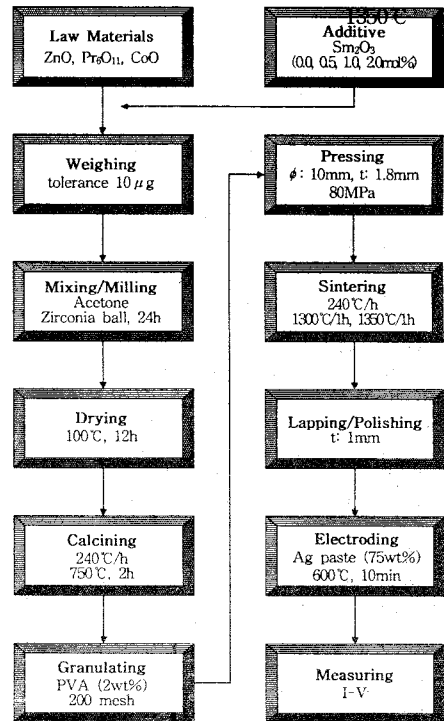 Law Materials
ZnO, Pr₆O₁₁, CoO
1350℃
Additive
Sm₂O₃
(0.0, 0.5, 1.0, 2.0mol%)
Weighing
tolerance 10μg
Mixing/Milling
Acetone
Zirconia ball, 24h
Drying
100℃, 12h
Calcining
240℃/h
750℃, 2h
Granulating
PVA (2wt%)
200 mesh
Pressing
ϕ: 10mm, t: 1.8mm
80MPa
Sintering
240℃/h
1300℃/1h, 1350℃/1h
Lapping/Polishing
t: 1mm
Electroding
Ag paste (75wt%)
600℃, 10min
Measuring
I-V